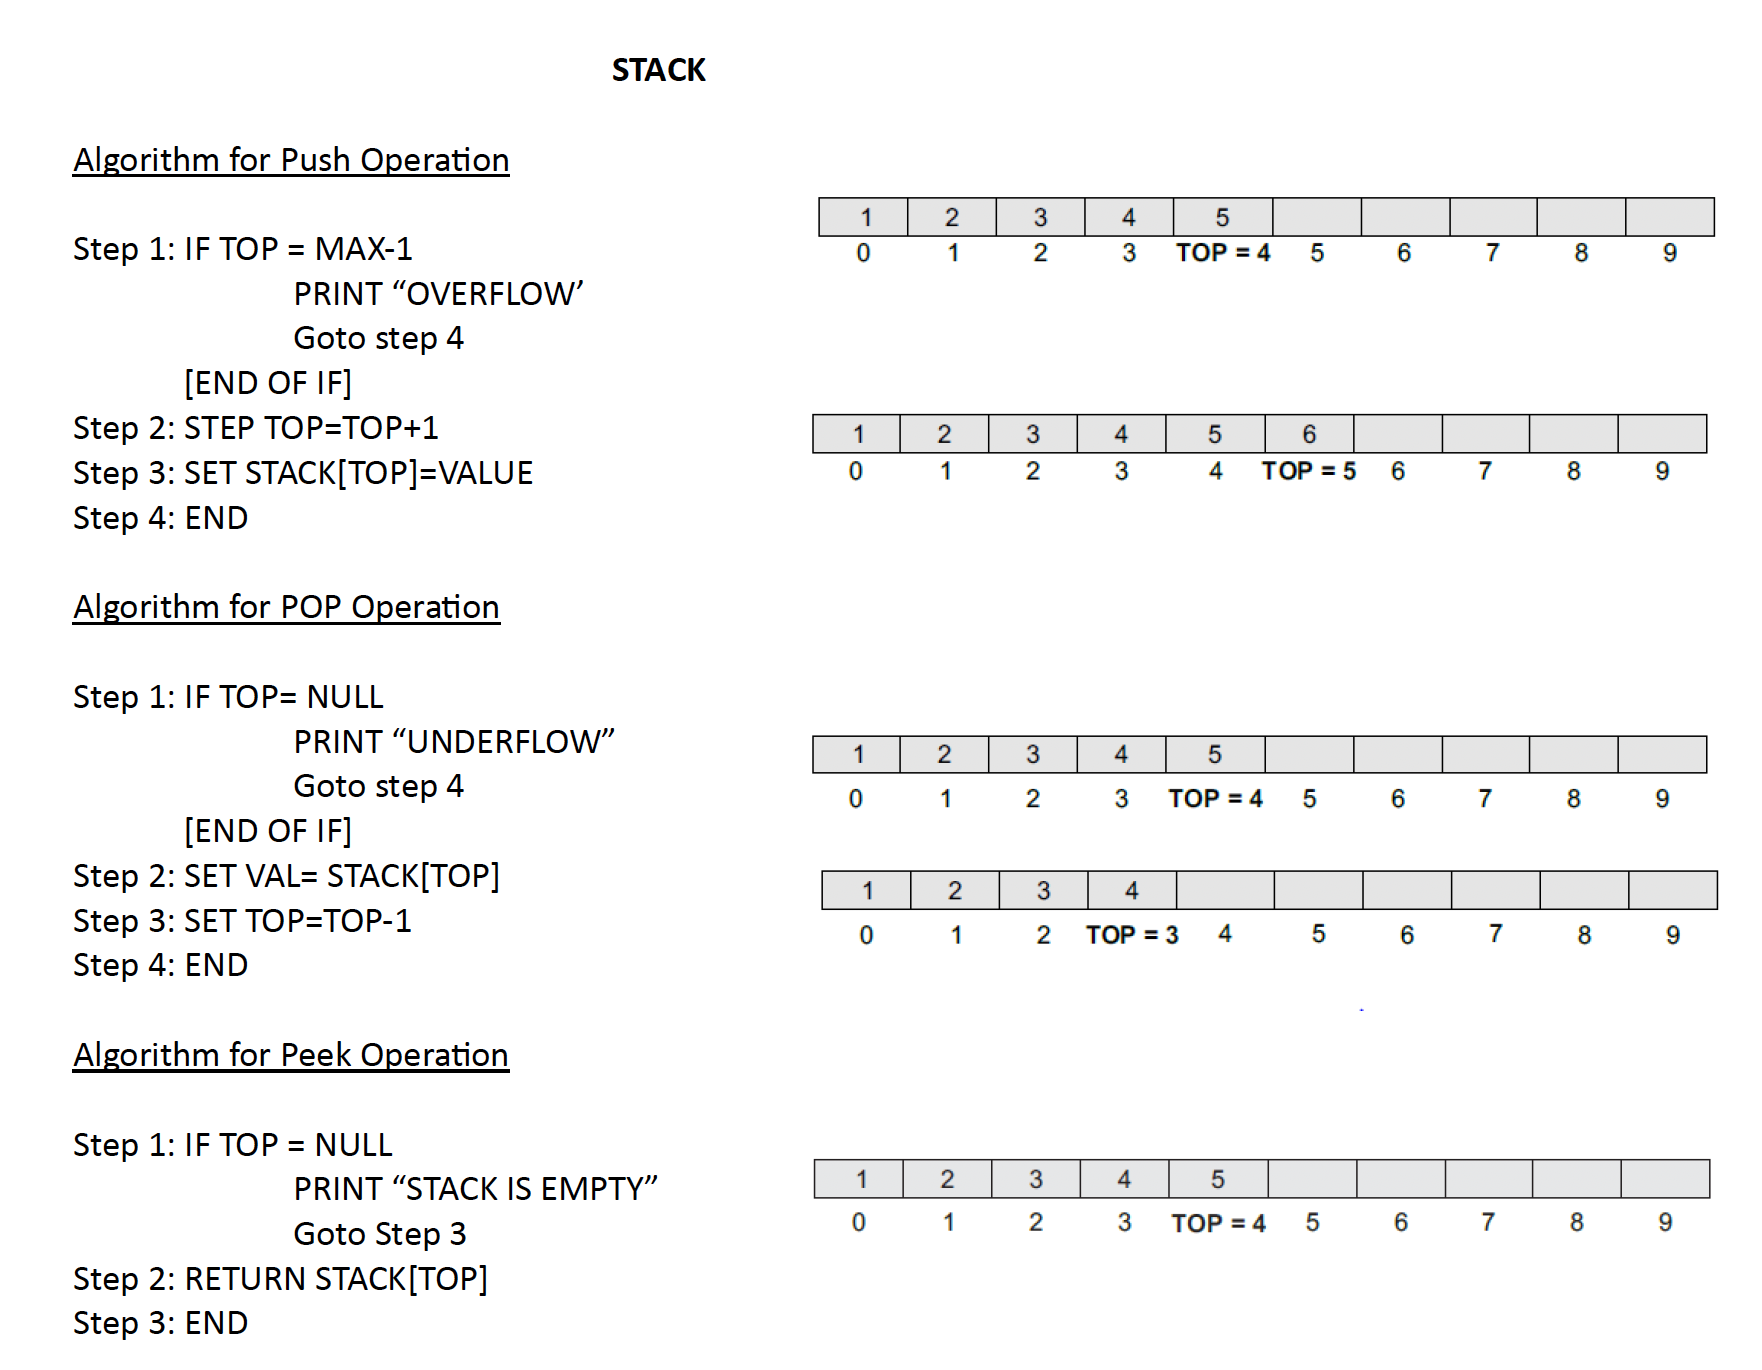 STACK
Algorithm for Push Operation
Step 1: IF TOP = MAX-1
PRINT “OVERFLOW’
Goto step 4
[END OF IF]
Step 2: STEP TOP=TOP+1
Step 3: SET STACK[TOP]=VALUE
Step 4: END
1 2 3 4 5
0 1 2 3 TOP = 4 5 6 7 8 9
1 2 3 4 5 6
0 1 2 3 4 TOP = 5 6 7 8 9
Algorithm for POP Operation
Step 1: IF TOP= NULL
PRINT “UNDERFLOW”
Goto step 4
[END OF IF]
Step 2: SET VAL= STACK[TOP]
Step 3: SET TOP=TOP-1
Step 4: END
1 2 3 4 5
0 1 2 3 TOP = 4 5 6 7 8 9
1 2 3 4
0 1 2 TOP = 3 4 5 6 7 8 9
Algorithm for Peek Operation
Step 1: IF TOP = NULL
PRINT “STACK IS EMPTY”
Goto Step 3
Step 2: RETURN STACK[TOP]
Step 3: END
1 2 3 4 5
0 1 2 3 TOP = 4 5 6 7 8 9